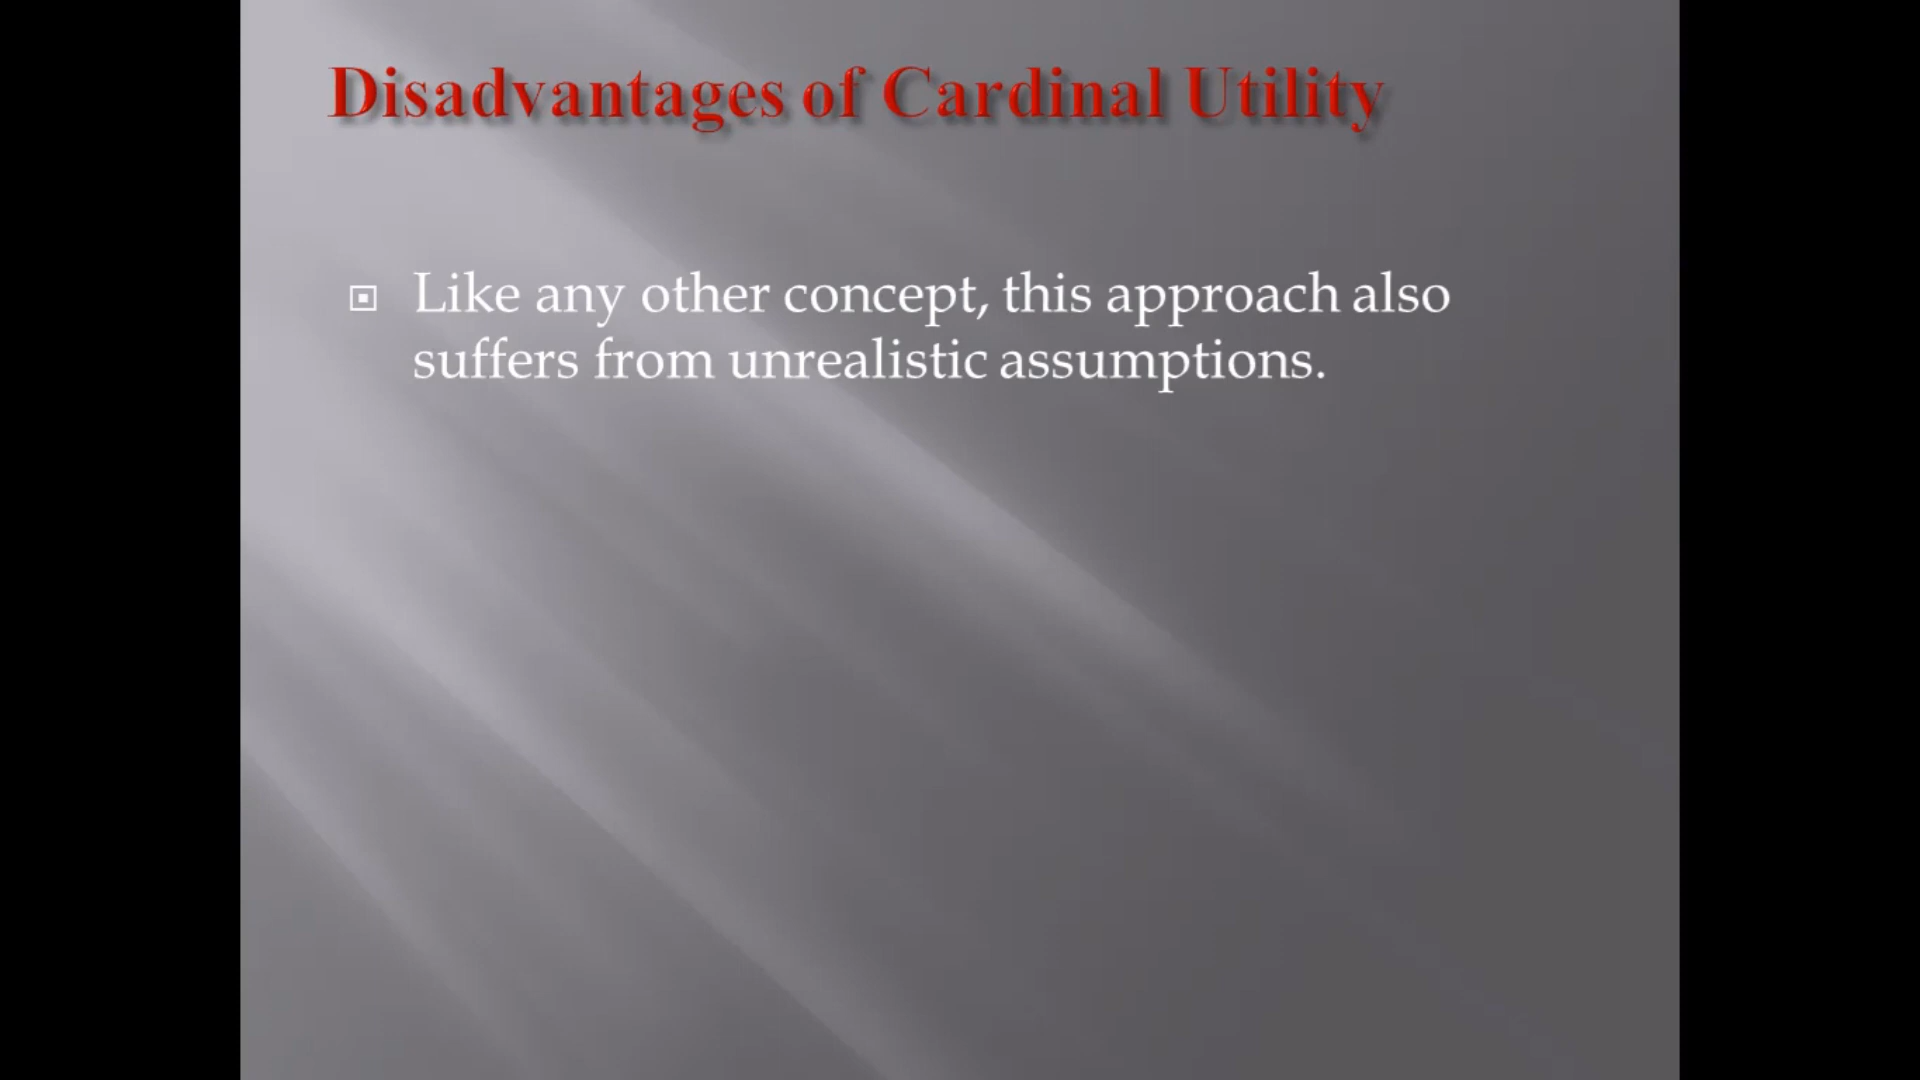 Disadvantages of Cardinal Utility
Like any other concept, this approach also
suffers from unrealistic assumptions.